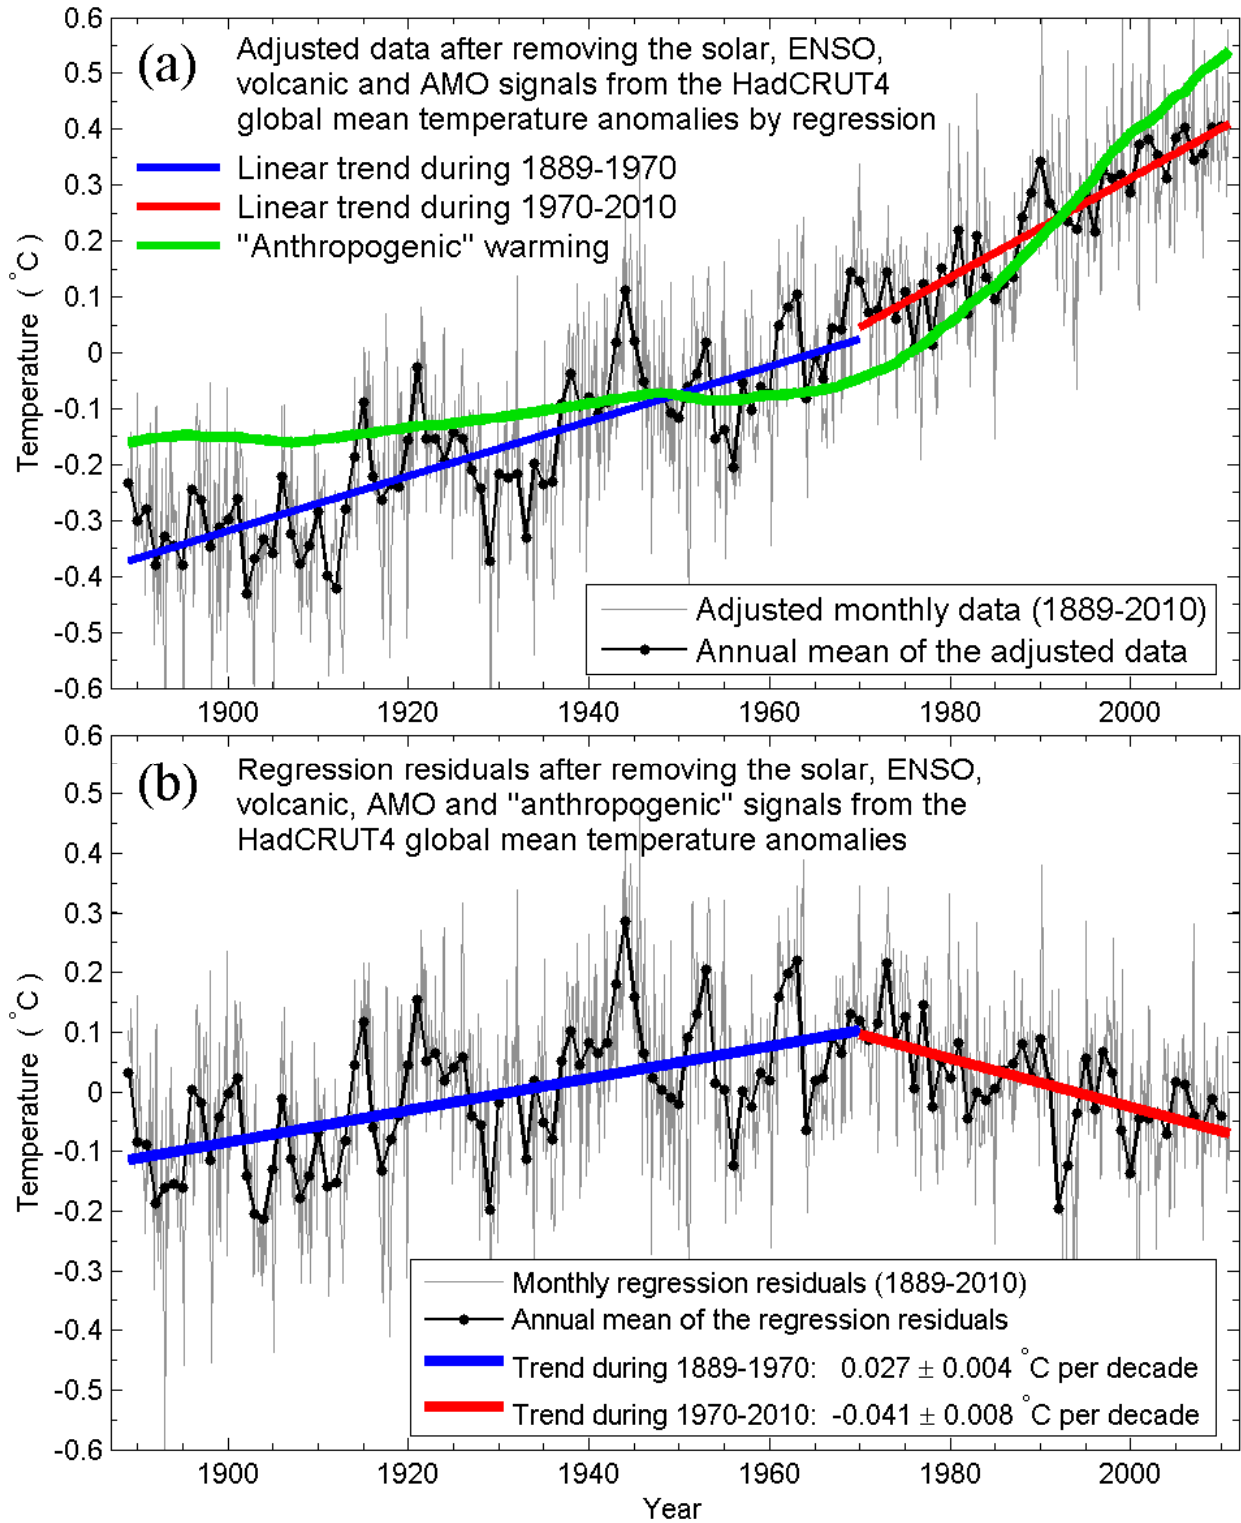 (a)
Adjusted data after removing the solar, ENSO,
volcanic and AMO signals from the HadCRUT4
global mean temperature anomalies by regression
Linear trend during 1889-1970
Linear trend during 1970-2010
"Anthropogenic" warming
Temperature ( °C )
0.6
0.5
0.4
0.3
0.2
0.1
0
-0.1
-0.2
-0.3
-0.4
-0.5
-0.6
Adjusted monthly data (1889-2010)
Annual mean of the adjusted data
1900 1920 1940 1960 1980 2000
(b)
Regression residuals after removing the solar, ENSO,
volcanic, AMO and "anthropogenic" signals from the
HadCRUT4 global mean temperature anomalies
Temperature ( °C )
0.6
0.5
0.4
0.3
0.2
0.1
0
-0.1
-0.2
-0.3
-0.4
-0.5
-0.6
Monthly regression residuals (1889-2010)
Annual mean of the regression residuals
Trend during 1889-1970: 0.027 ± 0.004 °C per decade
Trend during 1970-2010: -0.041 ± 0.008 °C per decade
1900 1920 1940 1960 1980 2000
Year